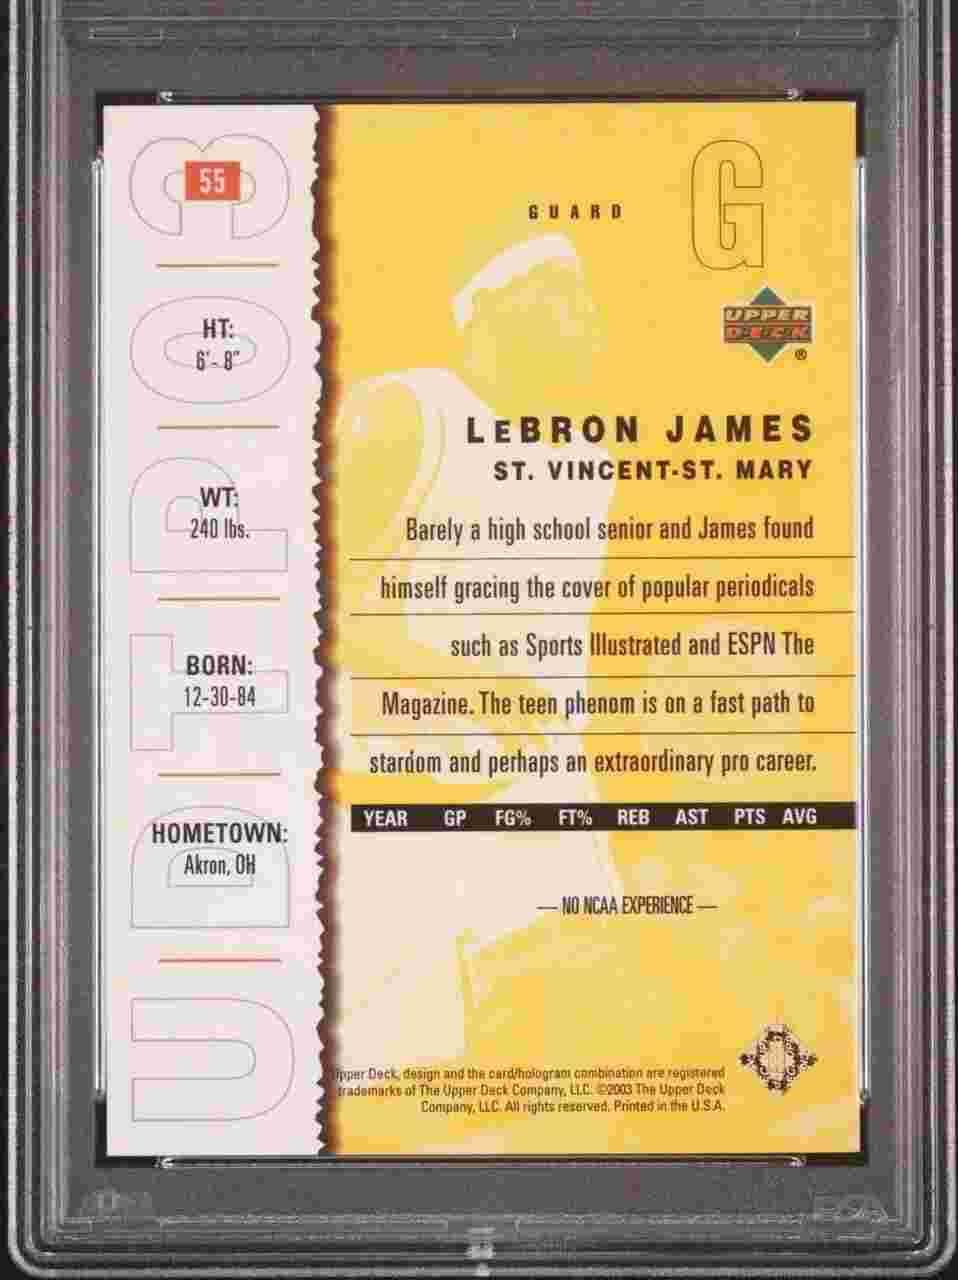 55
GUARD
G
UPPER
DECK
®
HT:
6'- 8"
LEBRON JAMES
ST. VINCENT-ST. MARY
WT:
240 lbs.
Barely a high school senior and James found
himself gracing the cover of popular periodicals
such as Sports Illustrated and ESPN The
Magazine. The teen phenom is on a fast path to
stardom and perhaps an extraordinary pro career.
BORN:
12-30-84
HOMETOWN:
Akron, OH
YEAR GP FG% FT% REB AST PTS AVG
— NO NCAA EXPERIENCE —
Upper Deck, design and the card/hologram combination are registered
trademarks of The Upper Deck Company, LLC. ©2003 The Upper Deck
Company, LLC. All rights reserved. Printed in the U.S.A.